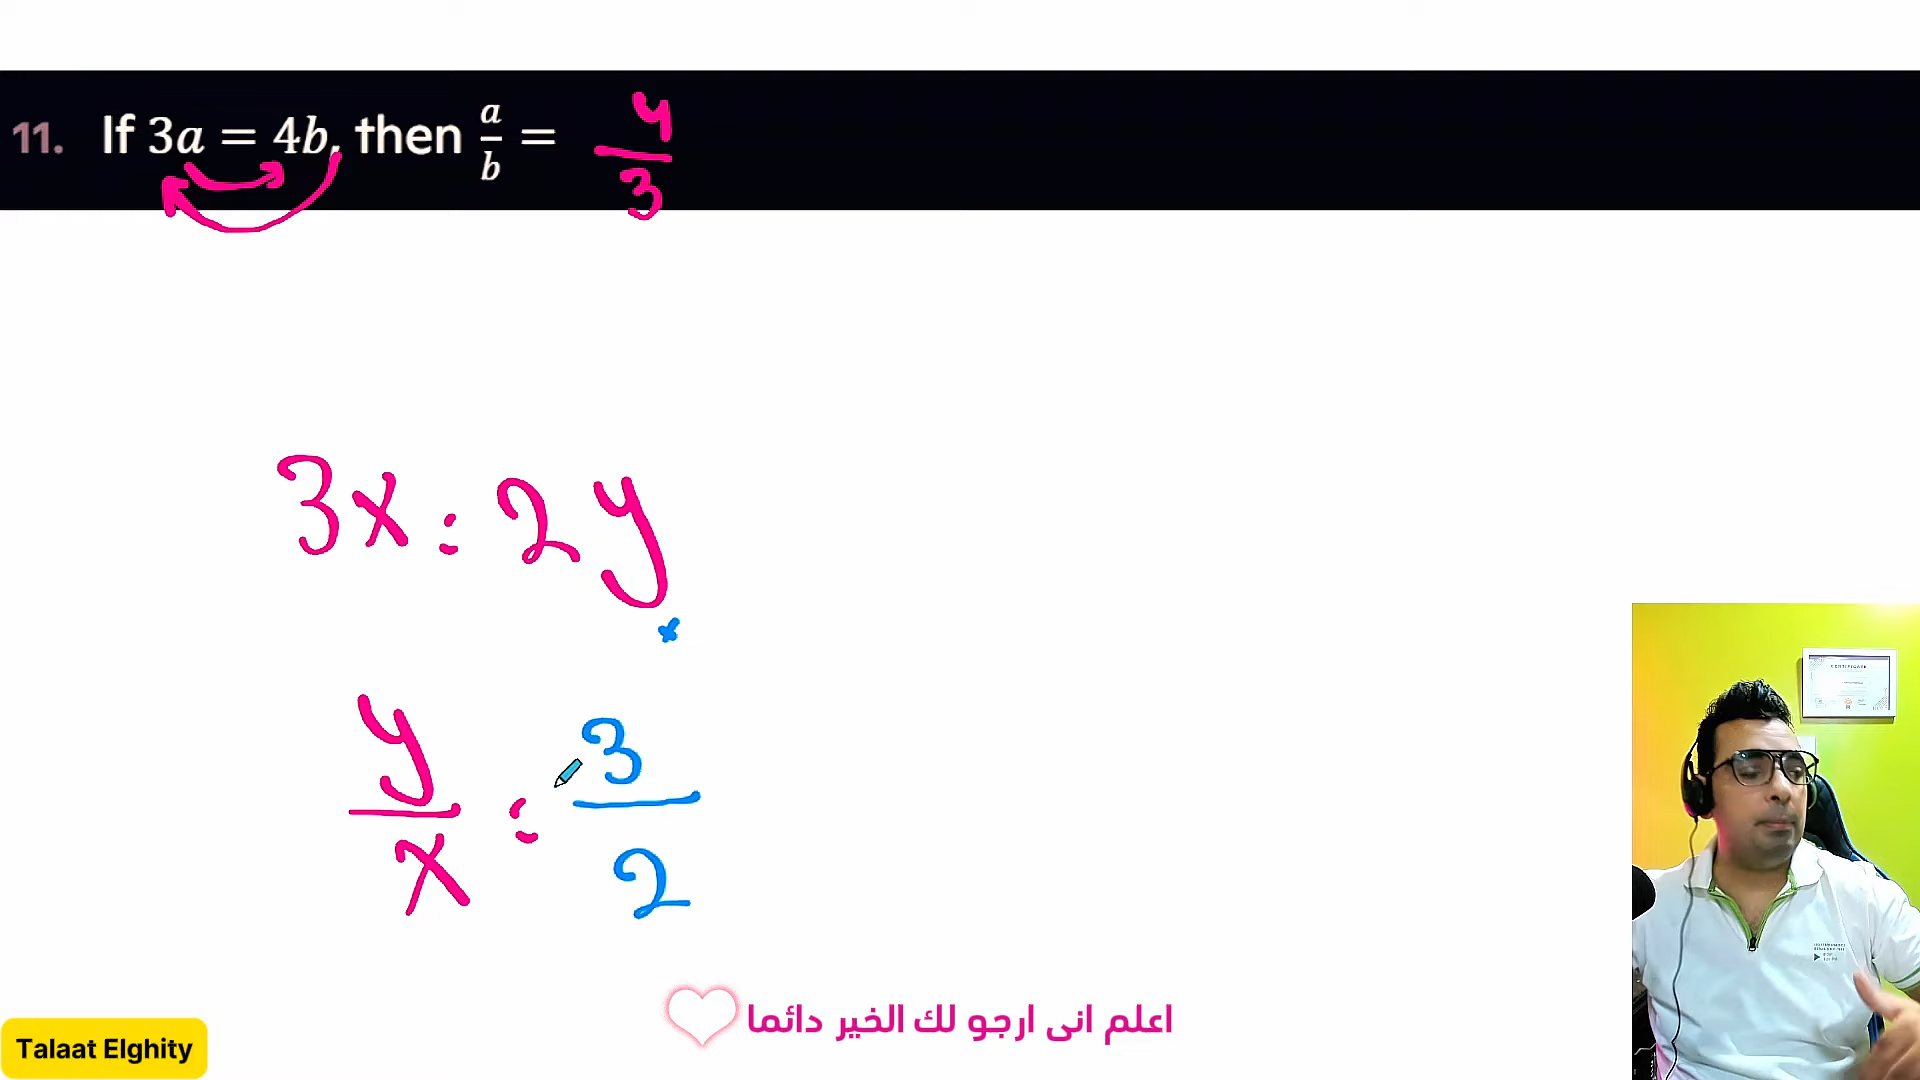 11. If 3a = 4b, then a/b = 4/3
3x = 2y
y/x = 3/2
CERTIFICATE
اعلم انى ارجو لك الخير دائما
Talaat Elghity